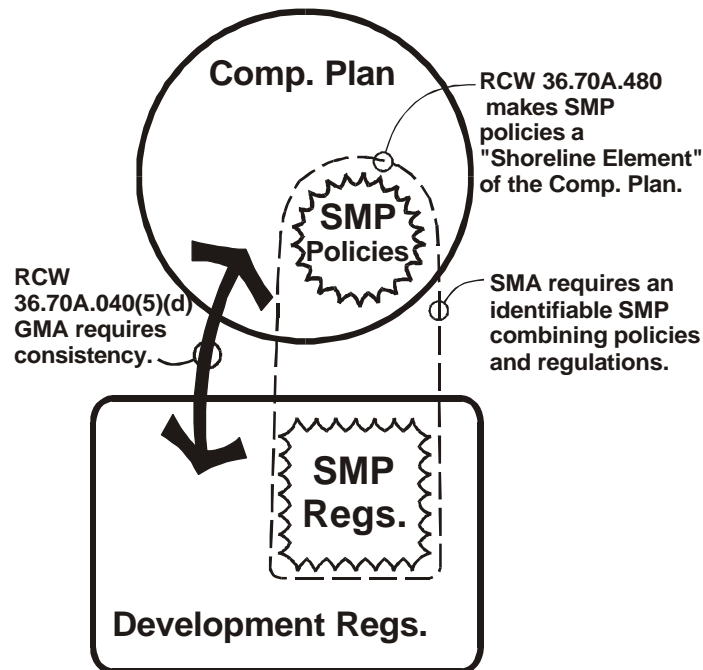 Comp. Plan
RCW 36.70A.480
makes SMP
policies a
"Shoreline Element"
of the Comp. Plan.
SMP
Policies
RCW
36.70A.040(5)(d)
GMA requires
consistency.
SMA requires an
identifiable SMP
combining policies
and regulations.
SMP
Regs.
Development Regs.